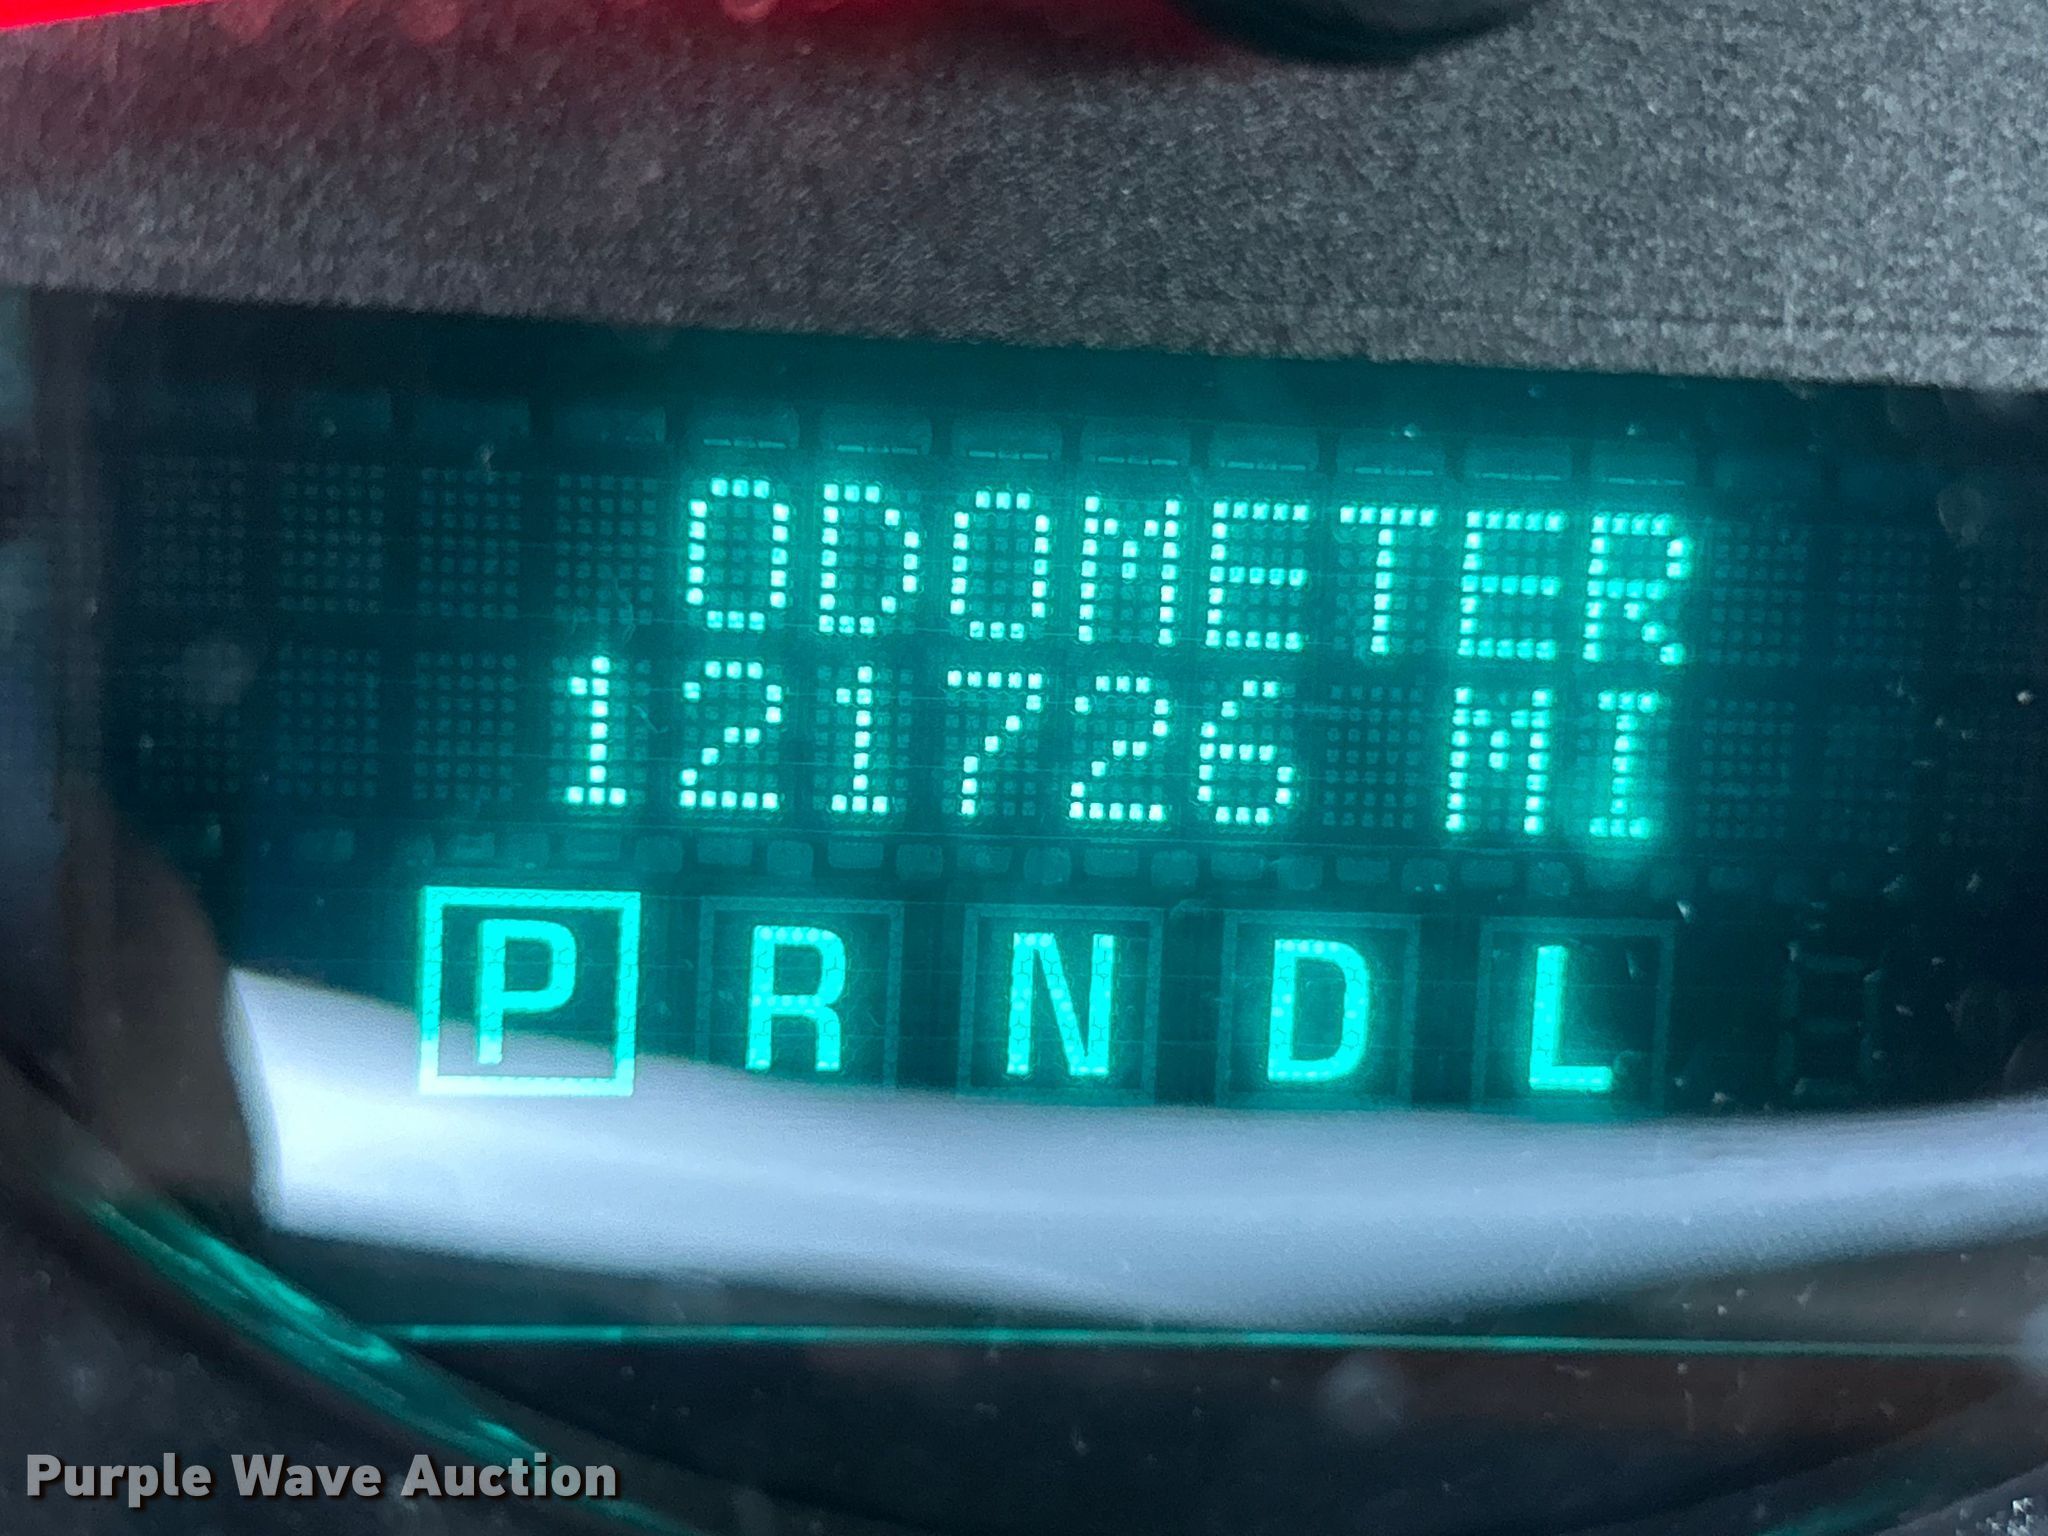 ODOMETER
121726 MI
P R N D L
Purple Wave Auction